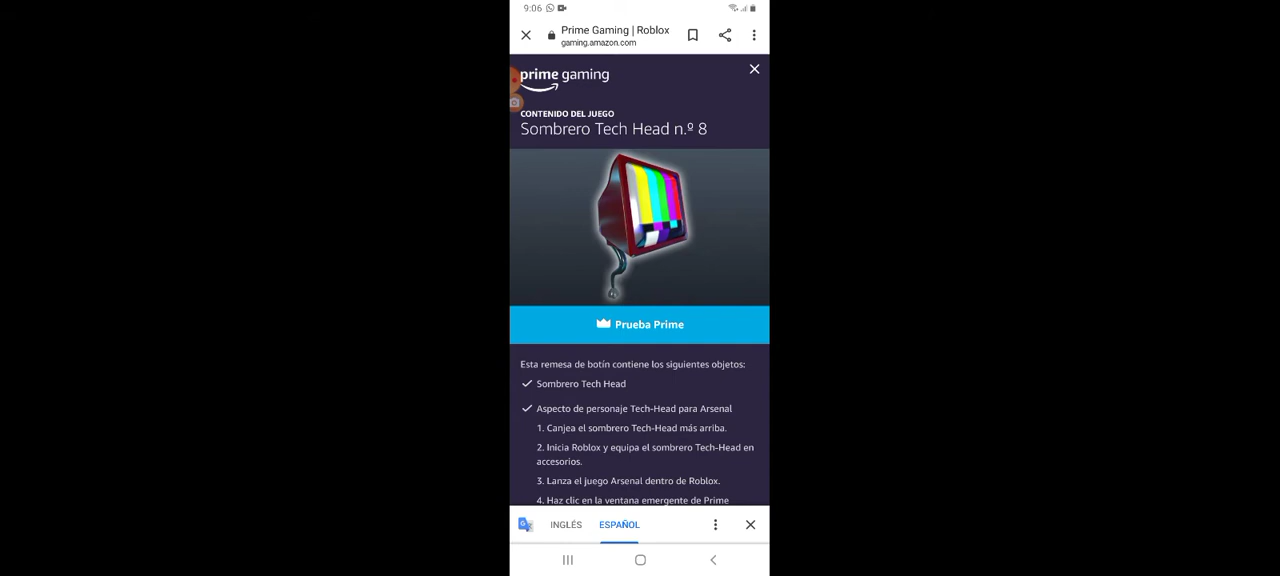 9:06
Prime Gaming | Roblox
gaming.amazon.com
prime gaming
CONTENIDO DEL JUEGO
Sombrero Tech Head n.º 8
Prueba Prime
Esta remesa de botín contiene los siguientes objetos:
Sombrero Tech Head
Aspecto de personaje Tech-Head para Arsenal
1. Canjea el sombrero Tech-Head más arriba.
2. Inicia Roblox y equipa el sombrero Tech-Head en
accesorios.
3. Lanza el juego Arsenal dentro de Roblox.
4. Haz clic en la ventana emergente de Prime
INGLÉS ESPAÑOL